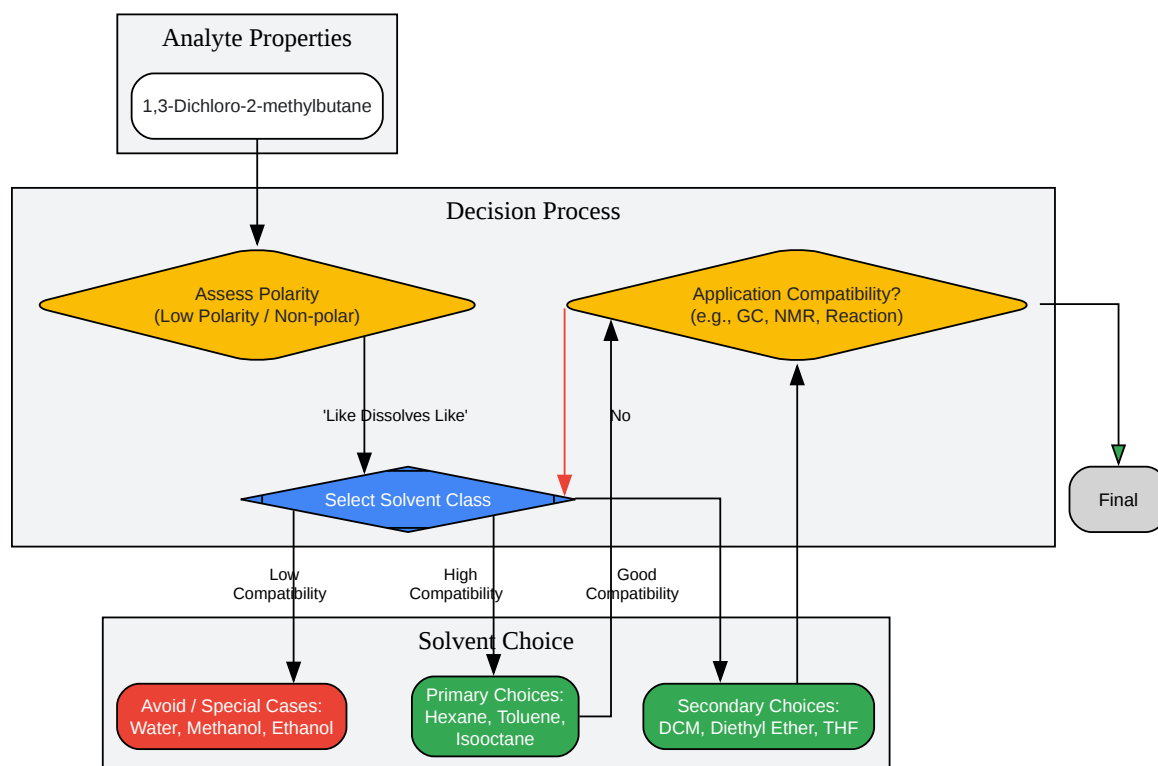 Analyte Properties
1,3-Dichloro-2-methylbutane
Decision Process
Assess Polarity
(Low Polarity / Non-polar)
Application Compatibility?
(e.g., GC, NMR, Reaction)
'Like Dissolves Like'
No
Select Solvent Class
Final
Low
Compatibility
High
Compatibility
Good
Compatibility
Solvent Choice
Avoid / Special Cases:
Water, Methanol, Ethanol
Primary Choices:
Hexane, Toluene,
Isooctane
Secondary Choices:
DCM, Diethyl Ether, THF